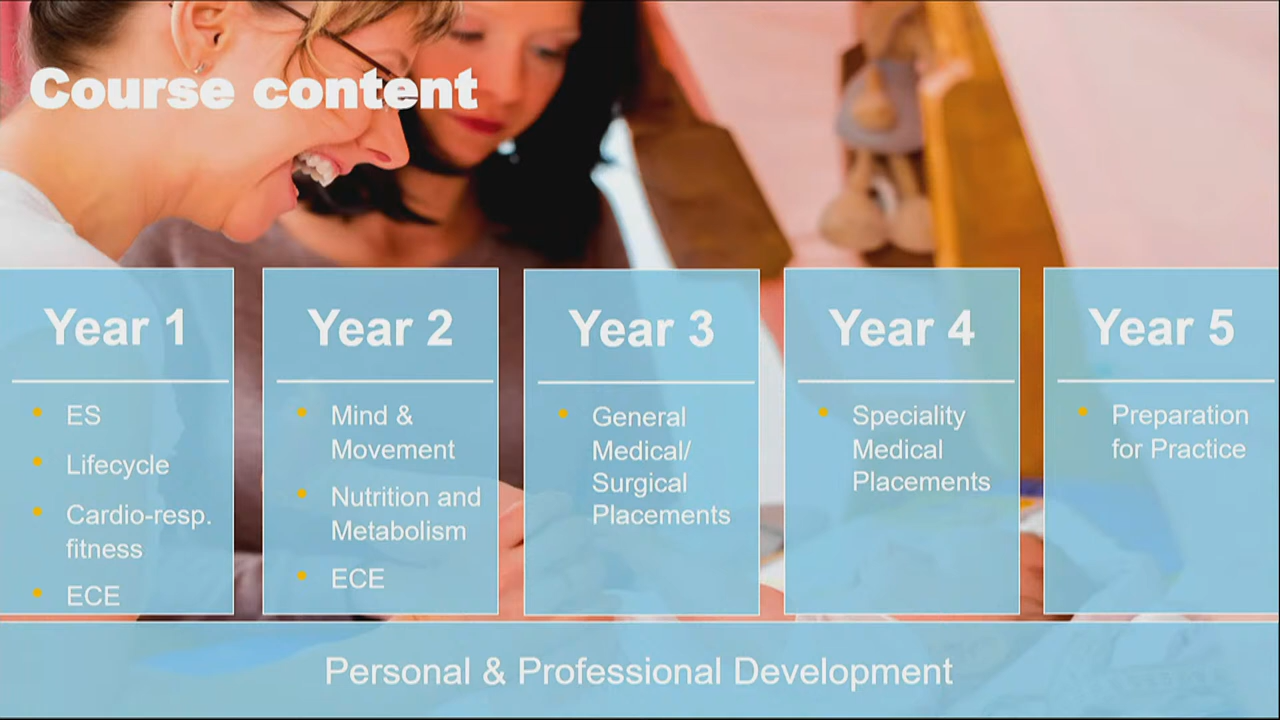 Course content
Year 1
ES
Lifecycle
Cardio-resp.
fitness
ECE
Year 2
Mind &
Movement
Nutrition and
Metabolism
ECE
Year 3
General
Medical/
Surgical
Placements
Year 4
Speciality
Medical
Placements
Year 5
Preparation
for Practice
Personal & Professional Development